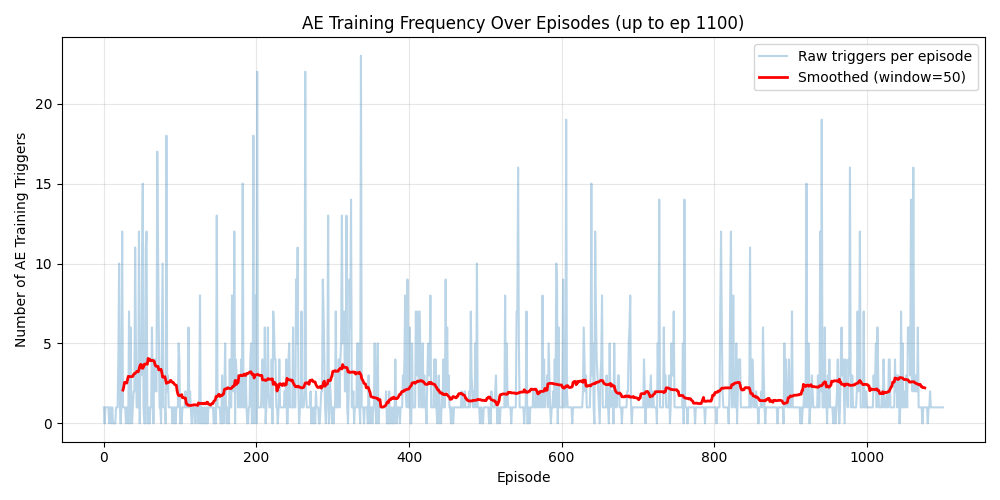 AE Training Frequency Over Episodes (up to ep 1100)
Raw triggers per episode
Smoothed (window=50)
Number of AE Training Triggers
20
15
10
5
0
0 200 400 600 800 1000
Episode